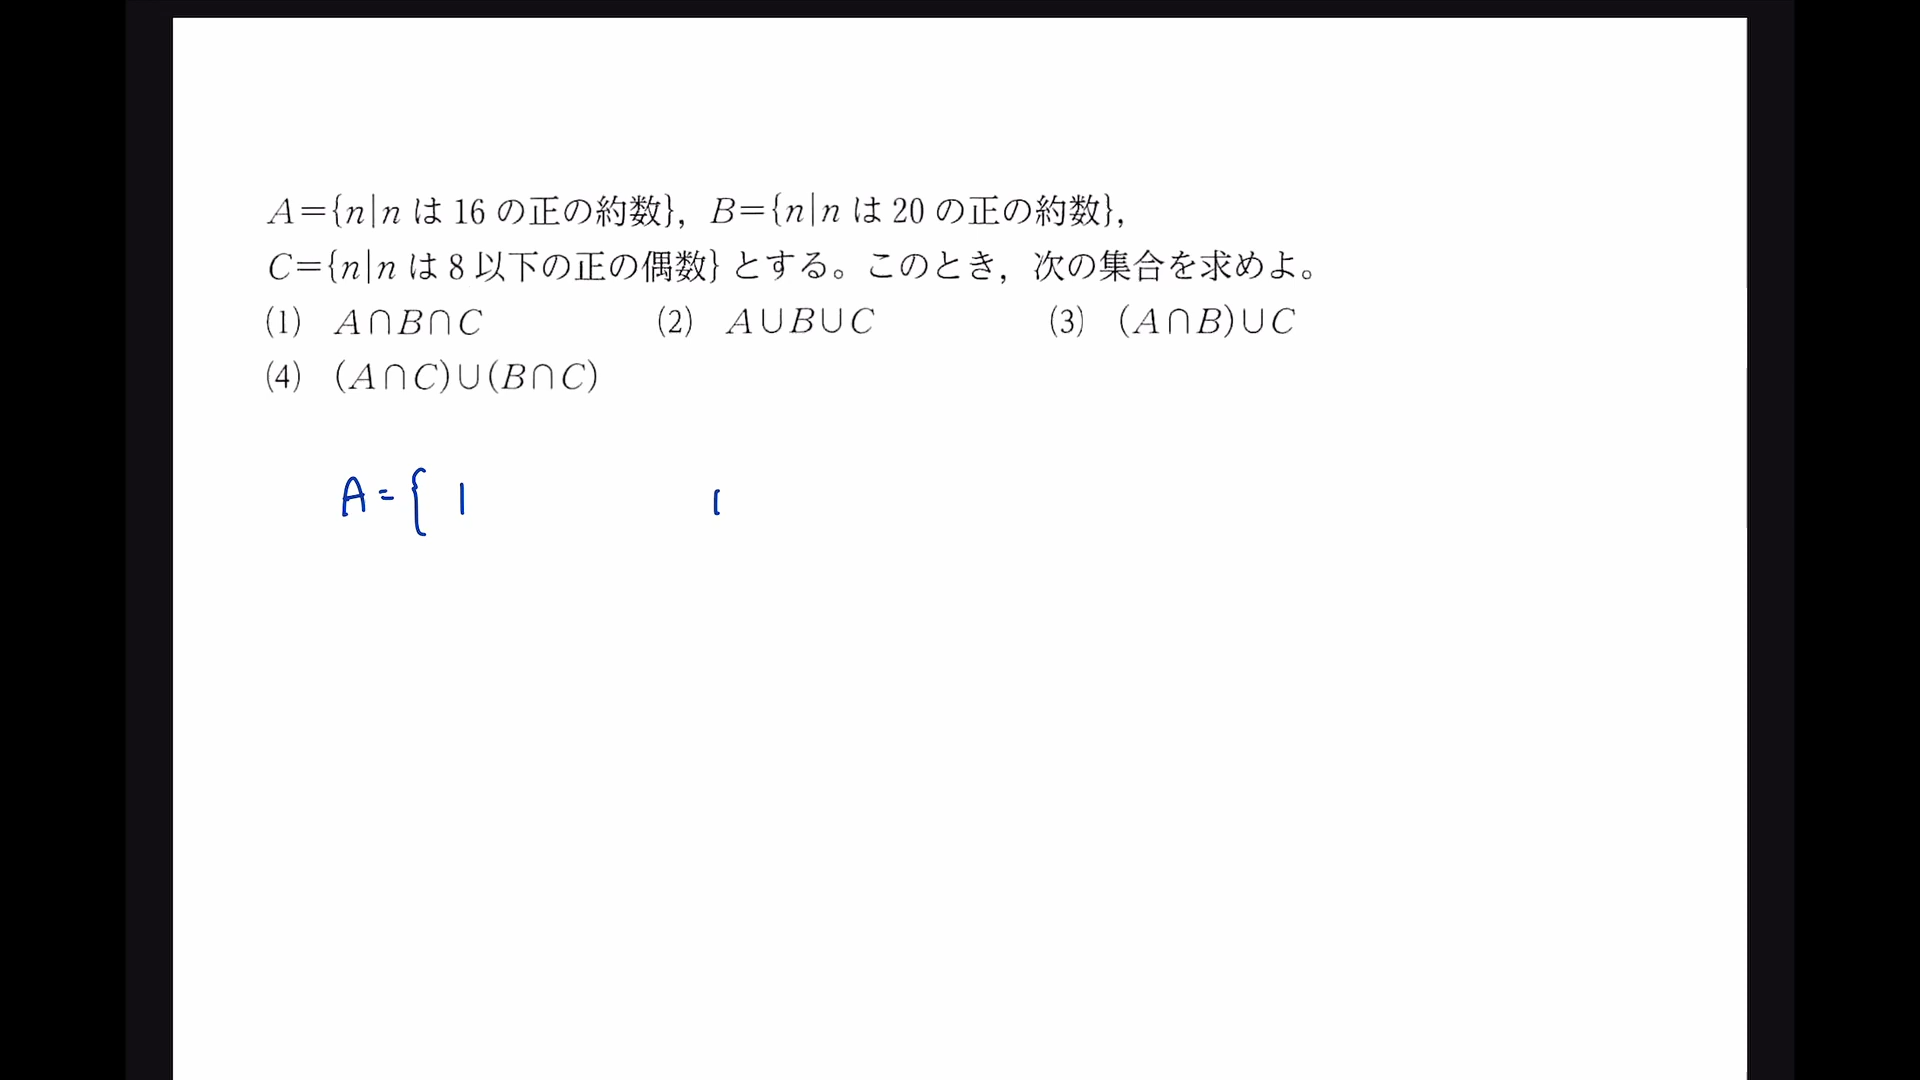 A={n|n は 16 の正の約数}, B={n|n は 20 の正の約数},
C={n|n は 8 以下の正の偶数} とする。このとき, 次の集合を求めよ。
(1) A∩B∩C (2) A∪B∪C (3) (A∩B)∪C
(4) (A∩C)∪(B∩C)
A={ 1